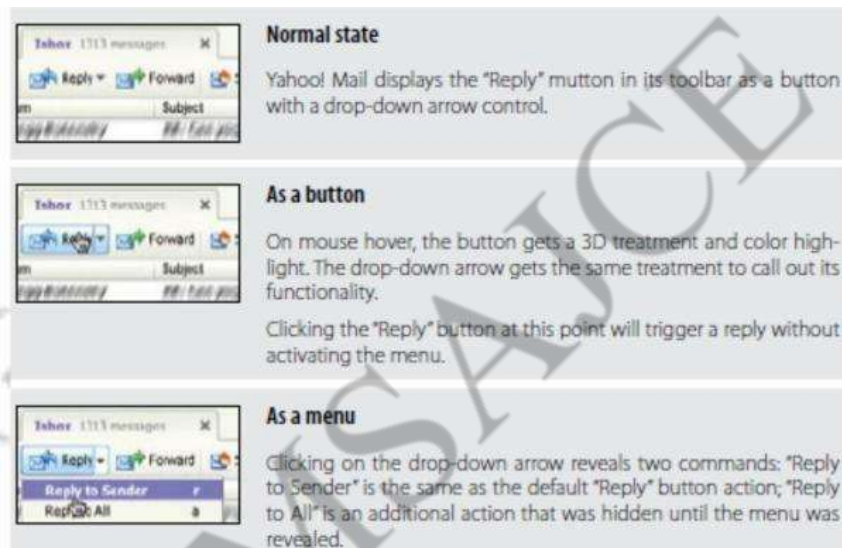 Inbox 1313 messages
Reply Forward
Subject
Normal state
Yahoo! Mail displays the "Reply" mutton in its toolbar as a button
with a drop-down arrow control.
Inbox 1313 messages
Reply Forward
Subject
As a button
On mouse hover, the button gets a 3D treatment and color high-
light. The drop-down arrow gets the same treatment to call out its
functionality.
Clicking the "Reply" button at this point will trigger a reply without
activating the menu.
Inbox 1313 messages
Reply Forward
Reply to Sender r
All a
As a menu
Clicking on the drop-down arrow reveals two commands: "Reply
to Sender" is the same as the default "Reply" button action; "Reply
to All" is an additional action that was hidden until the menu was
revealed.
MSAJCE